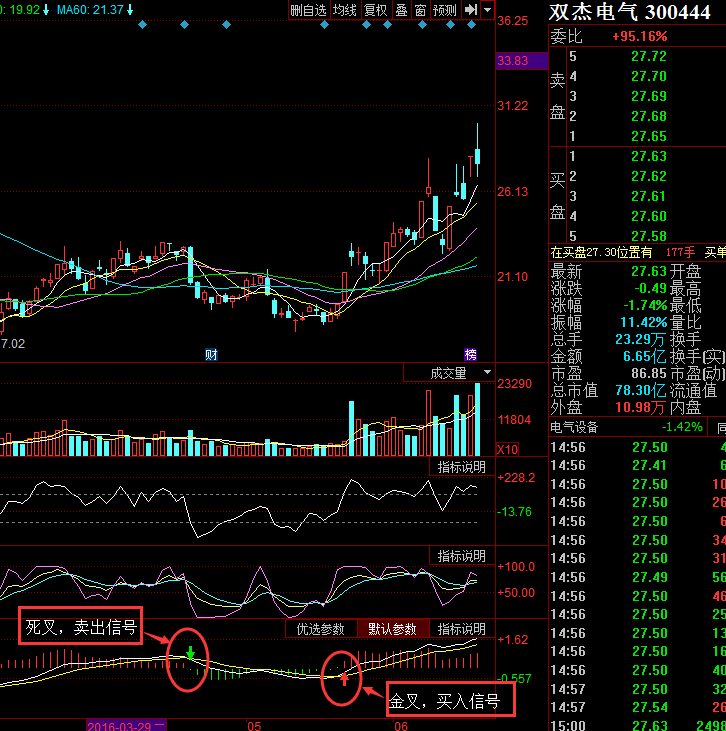 0: 19.92↓ MA60: 21.37↓
删自选 均线 复权 叠 窗 预测
36.25
33.83
31.22
26.13
21.10
7.02
财
榜
成交量
23290
11804
X10
指标说明
+228.2
-13.76
指标说明
+100.0
+50.00
优选参数 默认参数 指标说明
+1.62
-0.557
死叉，卖出信号
金叉，买入信号
2016-03-29 二
05
06
双杰电气 300444
委比 +95.16%
卖盘
5 27.72
4 27.70
3 27.69
2 27.68
1 27.65
买盘
1 27.63
2 27.62
3 27.61
4 27.60
5 27.58
在买盘27.30位置有 177手 买单
最新 27.63 开盘
涨跌 -0.49 最高
涨幅 -1.74% 最低
振幅 11.42% 量比
总手 23.29万 换手
金额 6.65亿 换手(实)
市盈 86.85 市盈(动)
总市值 78.30亿 流通值
外盘 10.98万 内盘
电气设备 -1.42%
14:56 27.50 4
14:56 27.41 6
14:56 27.50 10
14:56 27.50 26
14:56 27.50 6
14:56 27.50 34
14:56 27.50 31
14:56 27.49 56
14:56 27.50 46
14:56 27.50 25
14:56 27.50 13
14:56 27.50 16
14:56 27.50 40
14:57 27.50 32
14:57 27.54 26
15:00 27.63 2498